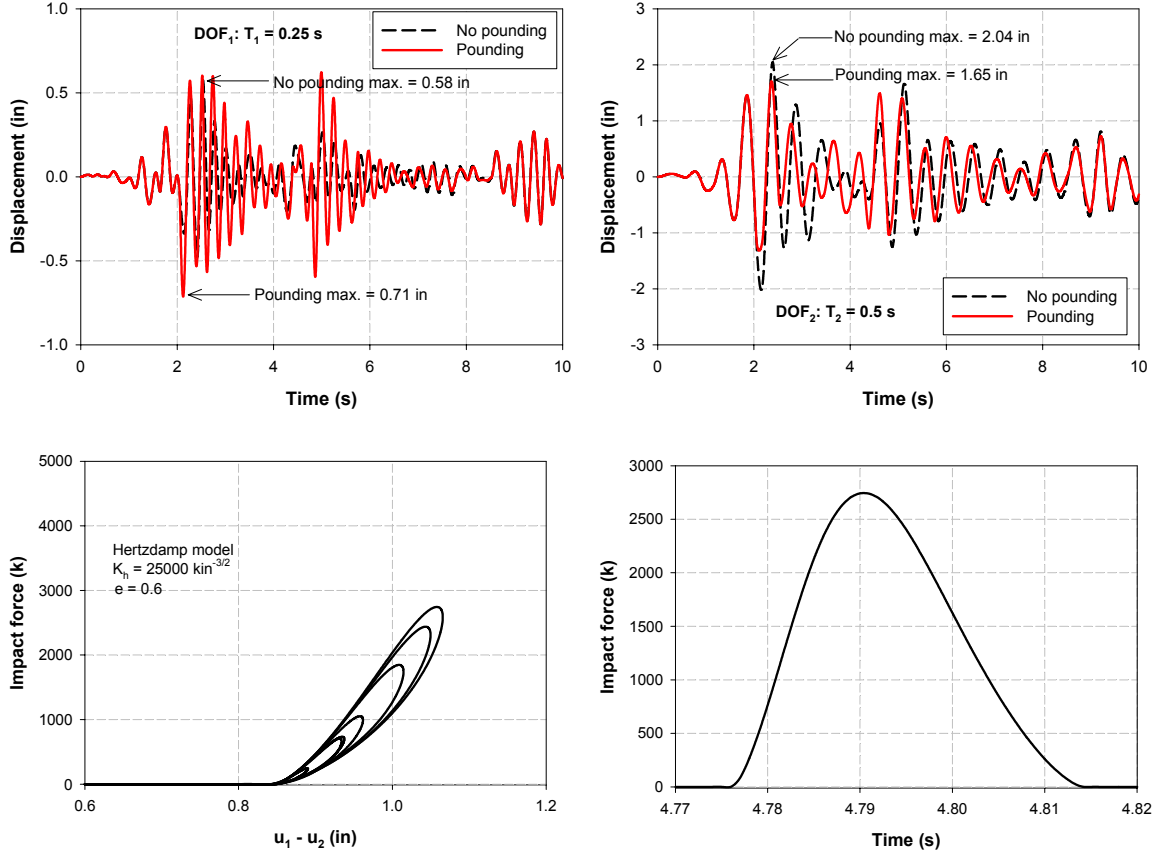 1.0
DOF1: T1 = 0.25 s
No pounding
Pounding
No pounding max. = 0.58 in
0.5
0.0
-0.5
Pounding max. = 0.71 in
-1.0
Displacement (in)
0 2 4 6 8 10
Time (s)
3
No pounding max. = 2.04 in
2
Pounding max. = 1.65 in
1
0
-1
-2
DOF2: T2 = 0.5 s
No pounding
Pounding
-3
Displacement (in)
0 2 4 6 8 10
Time (s)
5000
4000
Hertzdamp model
Kh = 25000 kin-3/2
e = 0.6
3000
2000
1000
0
Impact force (k)
0.6 0.8 1.0 1.2
u1 - u2 (in)
3000
2500
2000
1500
1000
500
0
Impact force (k)
4.77 4.78 4.79 4.80 4.81 4.82
Time (s)